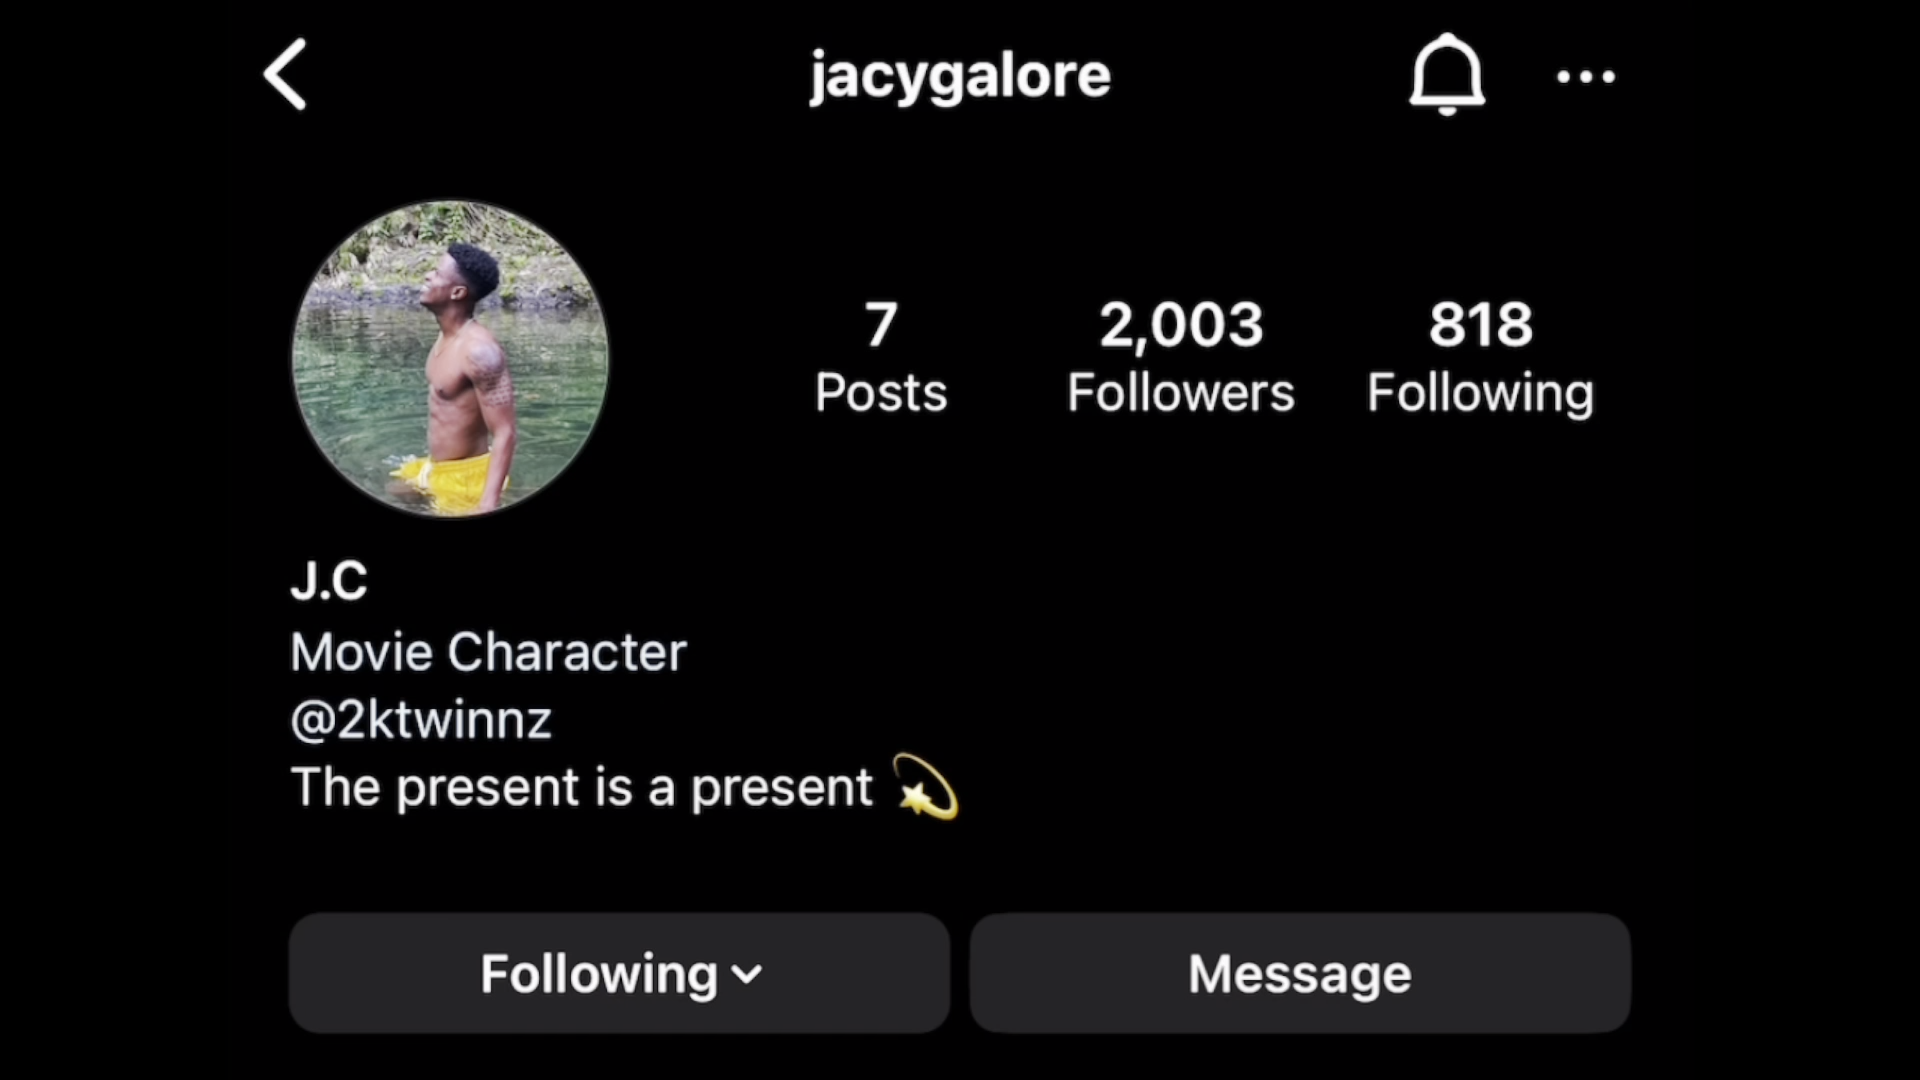 jacygalore
7 2,003 818
Posts Followers Following
J.C
Movie Character
@2ktwinnz
The present is a present 💫
Following Message